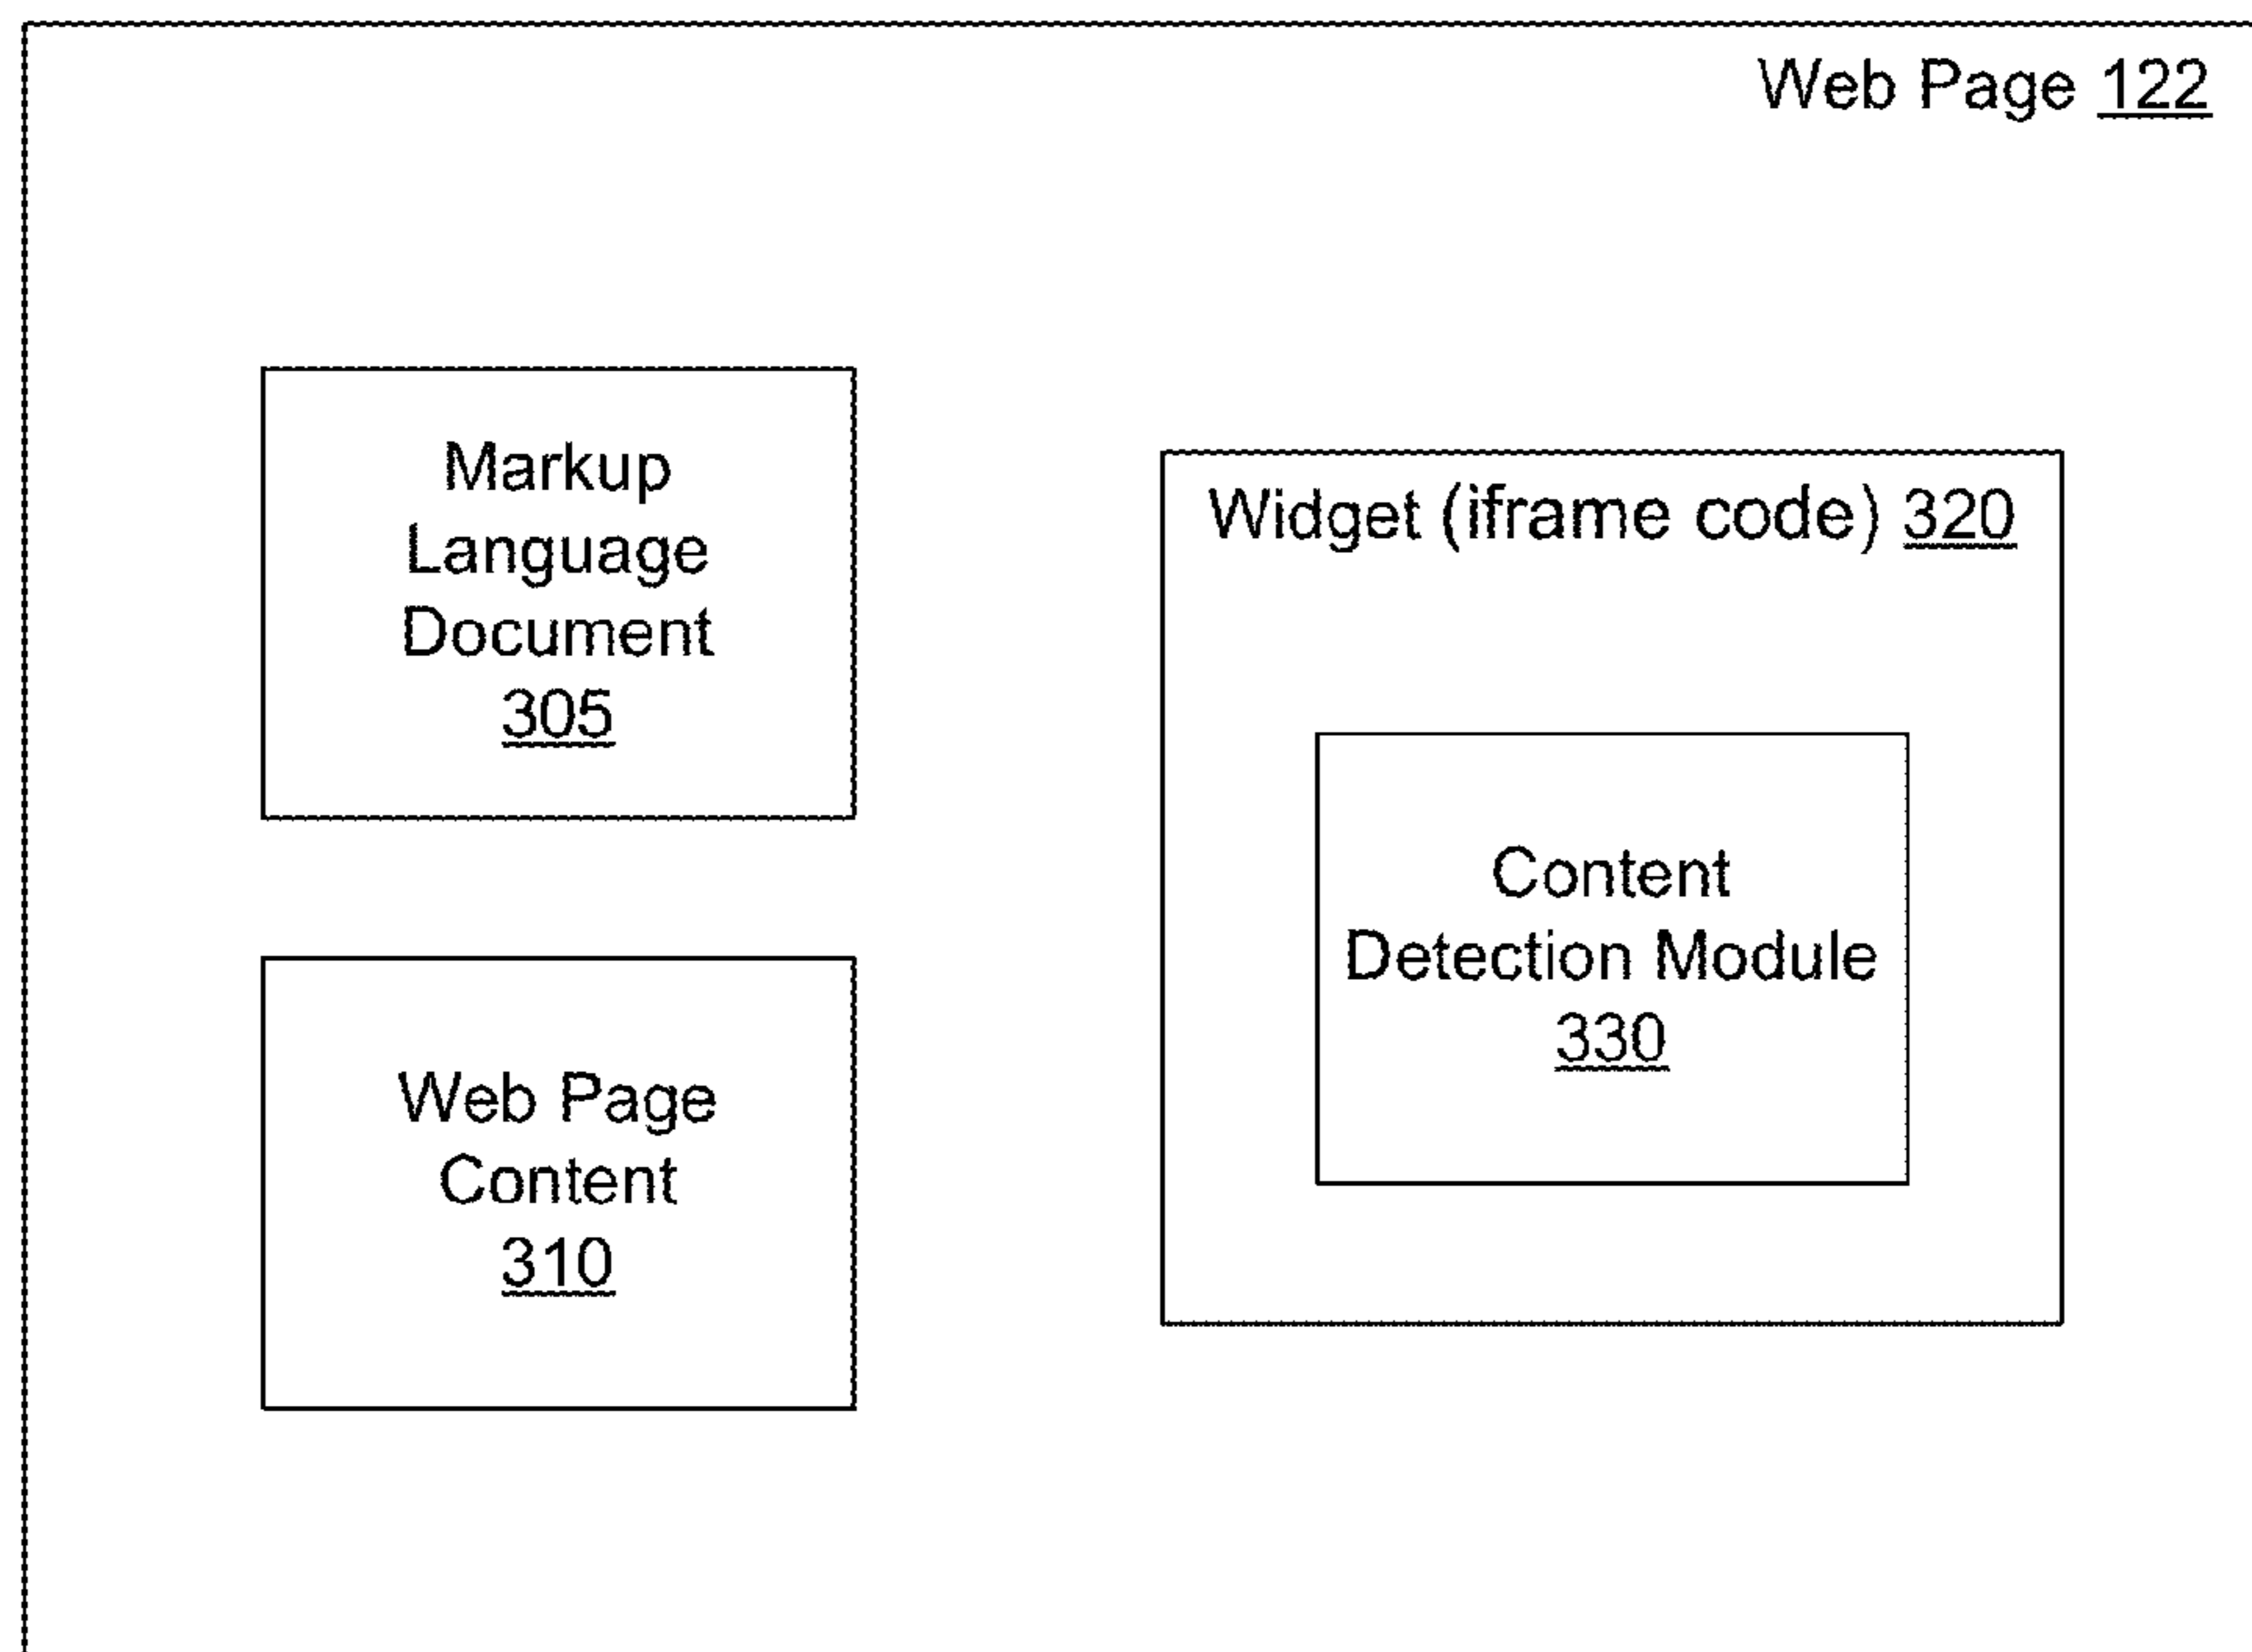 Web Page 122
Markup
Language
Document
305
Web Page
Content
310
Widget (iframe code) 320
Content
Detection Module
330